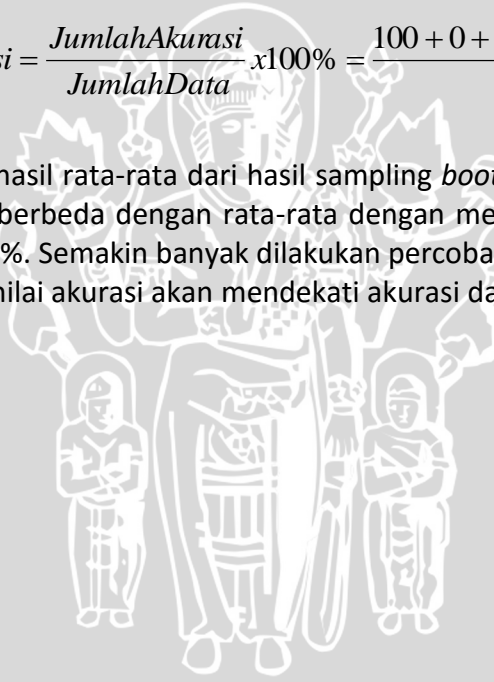 si = JumlahAkurasi / JumlahData x100% = 100 + 0 +
hasil rata-rata dari hasil sampling boot
berbeda dengan rata-rata dengan me
%. Semakin banyak dilakukan percoba
nilai akurasi akan mendekati akurasi da